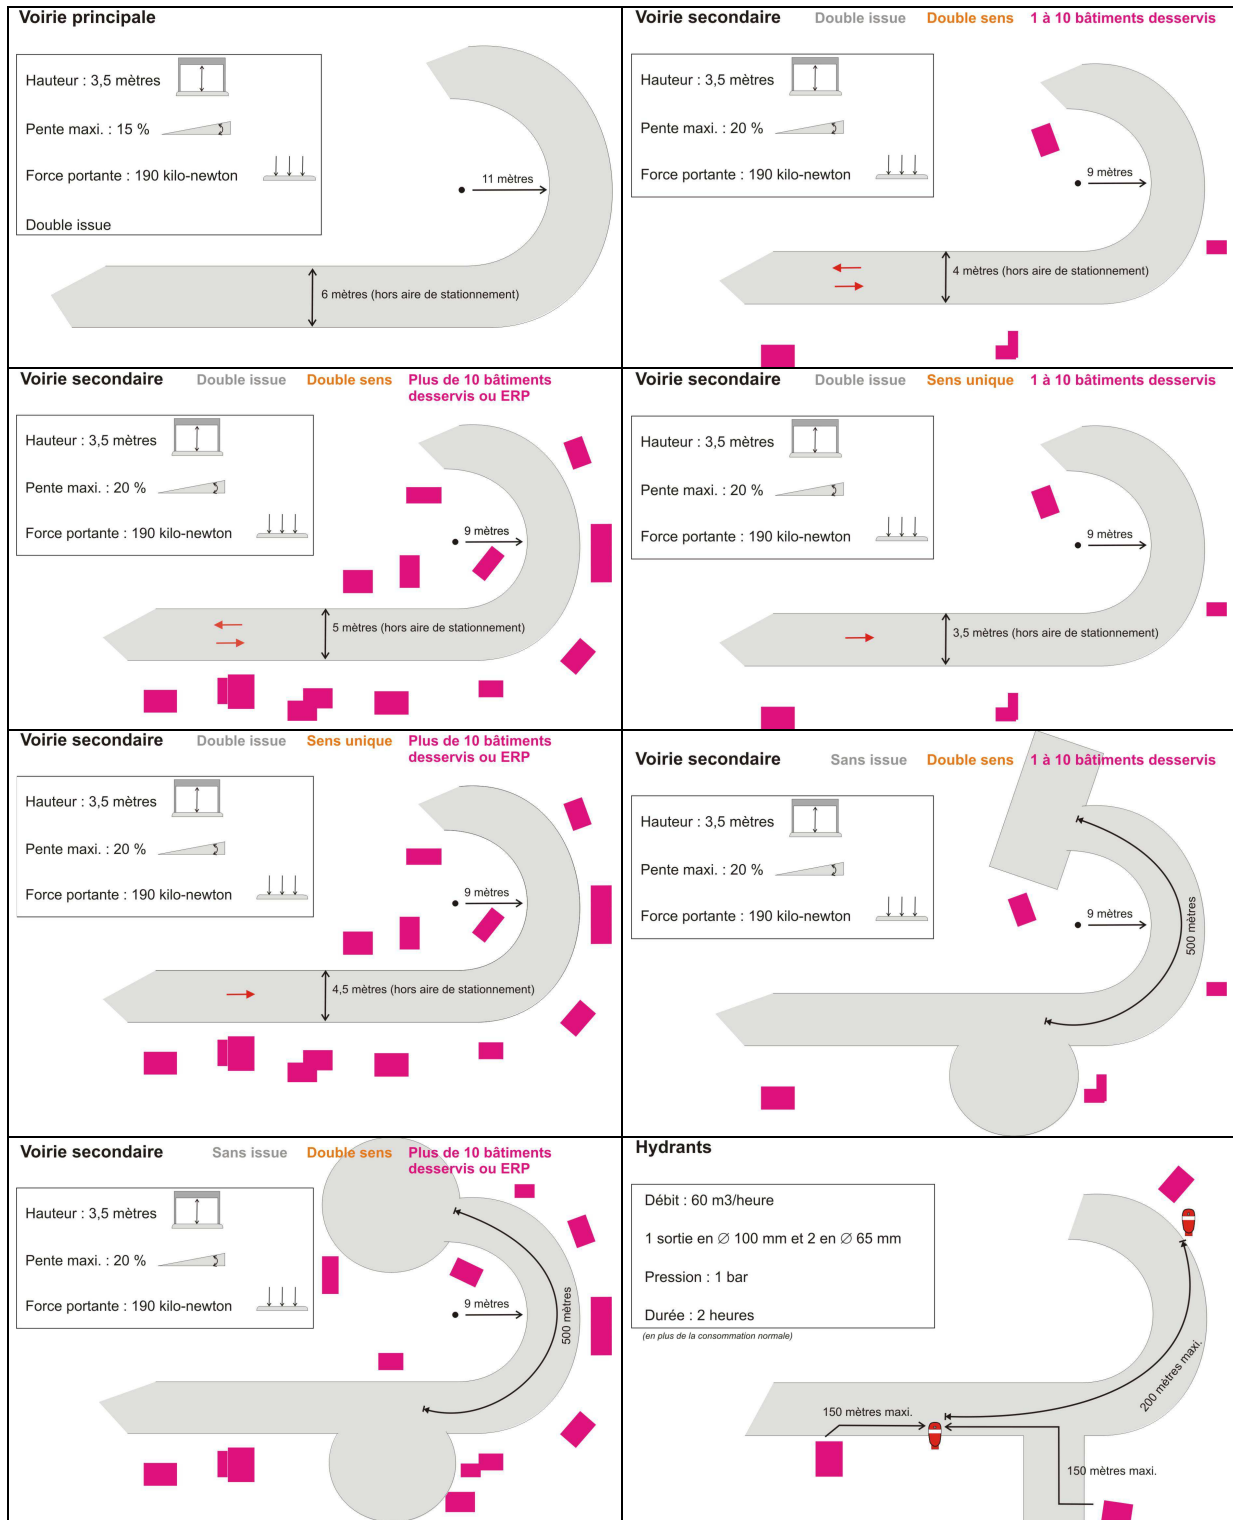 Voirie principale
Hauteur : 3,5 mètres
Pente maxi. : 15 %
Force portante : 190 kilo-newton
Double issue
11 mètres
6 mètres (hors aire de stationnement)
Voirie secondaire Double issue Double sens 1 à 10 bâtiments desservis
Hauteur : 3,5 mètres
Pente maxi. : 20 %
Force portante : 190 kilo-newton
9 mètres
4 mètres (hors aire de stationnement)
Voirie secondaire Double issue Double sens Plus de 10 bâtiments
desservis ou ERP
Hauteur : 3,5 mètres
Pente maxi. : 20 %
Force portante : 190 kilo-newton
9 mètres
5 mètres (hors aire de stationnement)
Voirie secondaire Double issue Sens unique 1 à 10 bâtiments desservis
Hauteur : 3,5 mètres
Pente maxi. : 20 %
Force portante : 190 kilo-newton
9 mètres
3,5 mètres (hors aire de stationnement)
Voirie secondaire Double issue Sens unique Plus de 10 bâtiments
desservis ou ERP
Hauteur : 3,5 mètres
Pente maxi. : 20 %
Force portante : 190 kilo-newton
9 mètres
4,5 mètres (hors aire de stationnement)
Voirie secondaire Sans issue Double sens 1 à 10 bâtiments desservis
Hauteur : 3,5 mètres
Pente maxi. : 20 %
Force portante : 190 kilo-newton
9 mètres
500 mètres
Voirie secondaire Sans issue Double sens Plus de 10 bâtiments
desservis ou ERP
Hauteur : 3,5 mètres
Pente maxi. : 20 %
Force portante : 190 kilo-newton
9 mètres
500 mètres
Hydrants
Débit : 60 m3/heure
1 sortie en ∅ 100 mm et 2 en ∅ 65 mm
Pression : 1 bar
Durée : 2 heures
(en plus de la consommation normale)
200 mètres maxi.
150 mètres maxi.
150 mètres maxi.